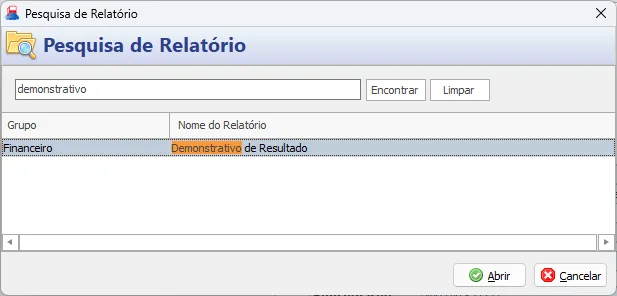 Pesquisa de Relatório
Pesquisa de Relatório
demonstrativo
Encontrar
Limpar
Grupo
Nome do Relatório
Financeiro
Demonstrativo de Resultado
Abrir
Cancelar